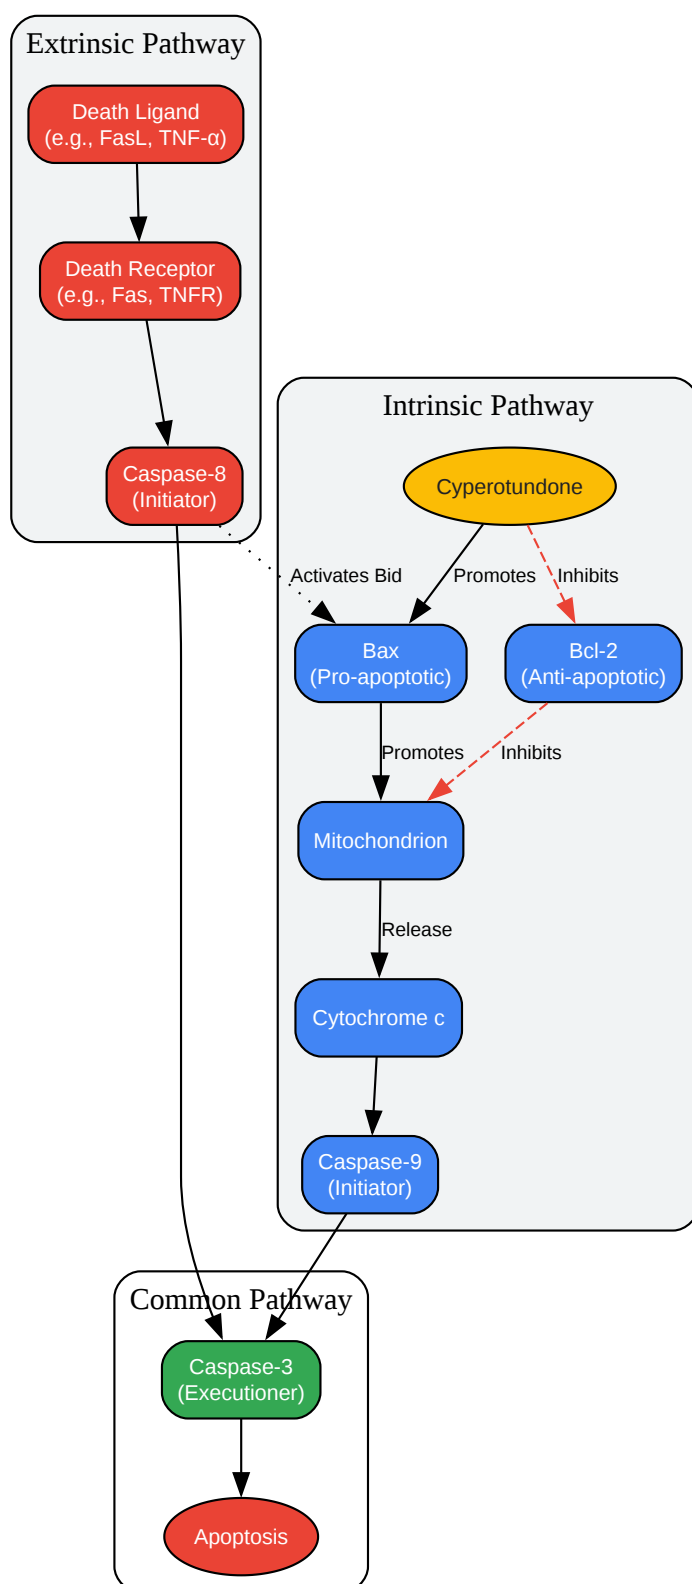 Extrinsic Pathway
Death Ligand
(e.g., FasL, TNF-α)
Death Receptor
(e.g., Fas, TNFR)
Caspase-8
(Initiator)
Intrinsic Pathway
Cyperotundone
Activates Bid
Promotes
Inhibits
Bax
(Pro-apoptotic)
Bcl-2
(Anti-apoptotic)
Promotes
Inhibits
Mitochondrion
Release
Cytochrome c
Caspase-9
(Initiator)
Common Pathway
Caspase-3
(Executioner)
Apoptosis